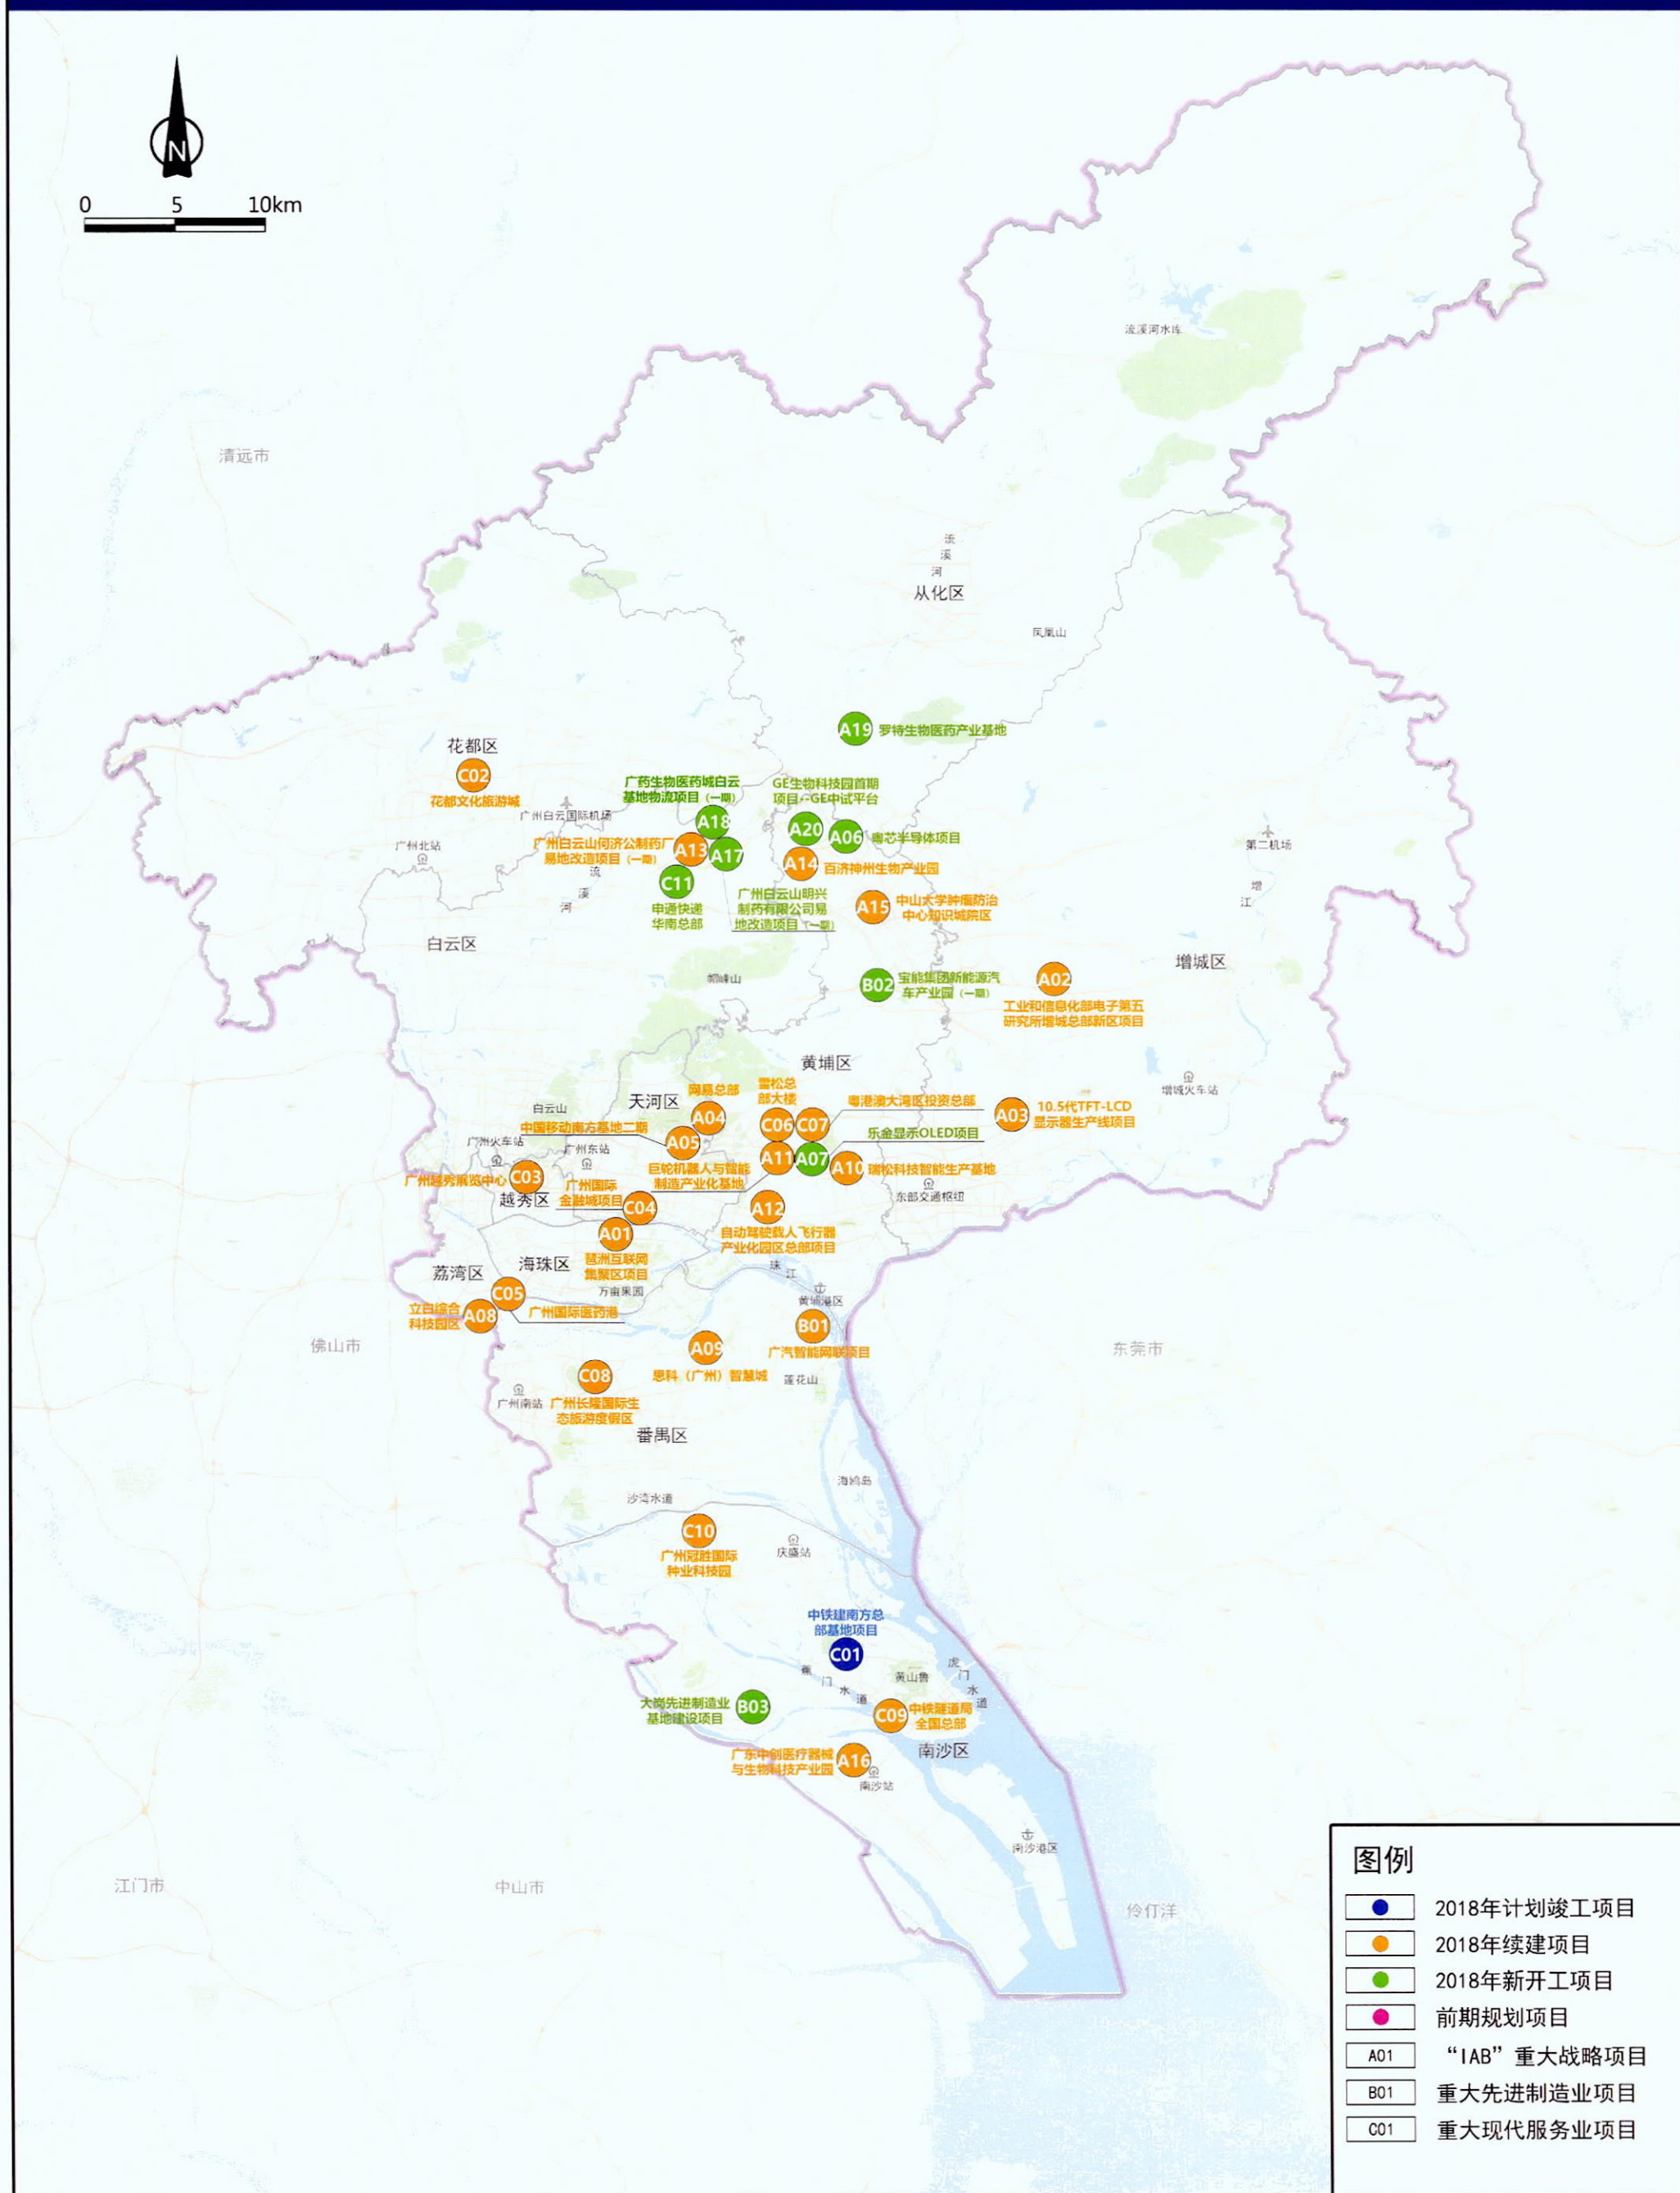 N
0 5 10km
流溪河水库
清远市
流
溪
河
从化区
凤凰山
A19 罗特生物医药产业基地
花都区
C02
花都文化旅游城
广药生物医药城白云
基地物流项目（一期）
GE生物科技园首期
项目--GE中试平台
广州白云国际机场
A18
A20
A06 粤芯半导体项目
广州北站
广州白云山何济公制药厂
易地改造项目（一期）
A13
A17
A14 百济神州生物产业园
第二机场
流
溪
河
C11
申通快递
华南总部
广州白云山明兴
制药有限公司易
地改造项目（一期）
A15 中山大学肿瘤防治
中心知识城院区
增
江
白云区
增城区
帽峰山
B02 宝能集团新能源汽
车产业园（一期）
A02
工业和信息化部电子第五
研究所增城总部新区项目
黄埔区
增城火车站
天河区
网易总部
A04
雪松总
部大楼
C06
C07
粤港澳大湾区投资总部
A03 10.5代TFT-LCD
显示器生产线项目
白云山
中国移动南方基地二期
A05
乐金显示OLED项目
广州火车站
广州东站
A11
A07
A10 瑞松科技智能生产基地
巨轮机器人与智能
制造产业化基地
广州越秀展览中心 C03
越秀区
广州国际
金融城项目
C04
东部交通枢纽
A12
自动驾驶载人飞行器
产业化园区总部项目
A01
琶洲互联网
集聚区项目
海珠区
荔湾区
珠
江
万亩果园
黄埔港区
C05
广州国际医药港
立白综合
科技园区
A08
B01
广汽智能网联项目
佛山市
东莞市
A09
思科（广州）智慧城
莲花山
C08
广州长隆国际生
态旅游度假区
广州南站
番禺区
海鸥岛
沙湾水道
C10
广州冠胜国际
种业科技园
庆盛站
中铁建南方总
部基地项目
C01
蕉
门
水
道
黄山鲁
虎
门
水
道
大岗先进制造业
基地建设项目
B03
C09 中铁隧道局
全国总部
南沙区
广东中创医疗器械
与生物科技产业园
A16
南沙站
南沙港区
江门市
中山市
伶仃洋
图例
2018年计划竣工项目
2018年续建项目
2018年新开工项目
前期规划项目
A01 “IAB”重大战略项目
B01 重大先进制造业项目
C01 重大现代服务业项目